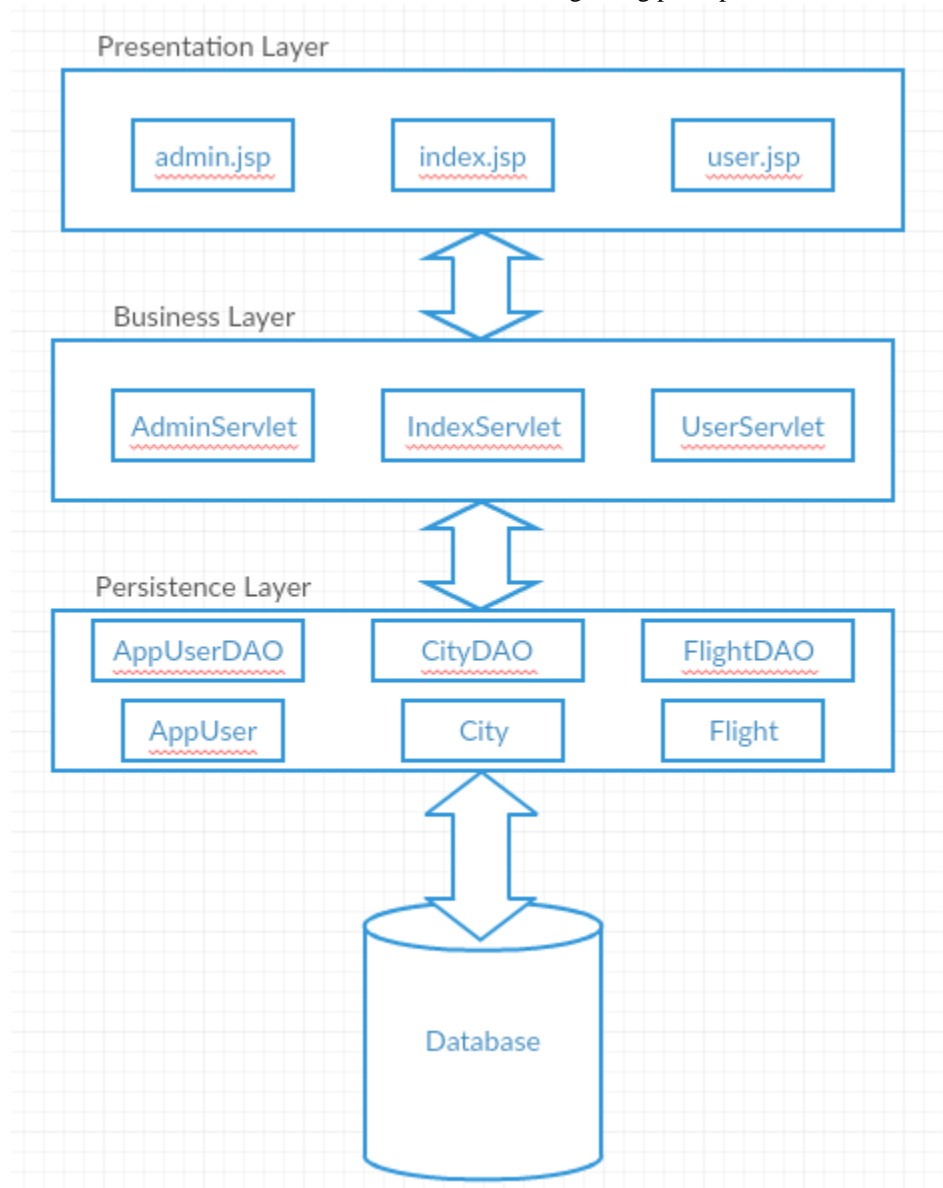 Presentation Layer
admin.jsp
index.jsp
user.jsp
Business Layer
AdminServlet
IndexServlet
UserServlet
Persistence Layer
AppUserDAO
CityDAO
FlightDAO
AppUser
City
Flight
Database